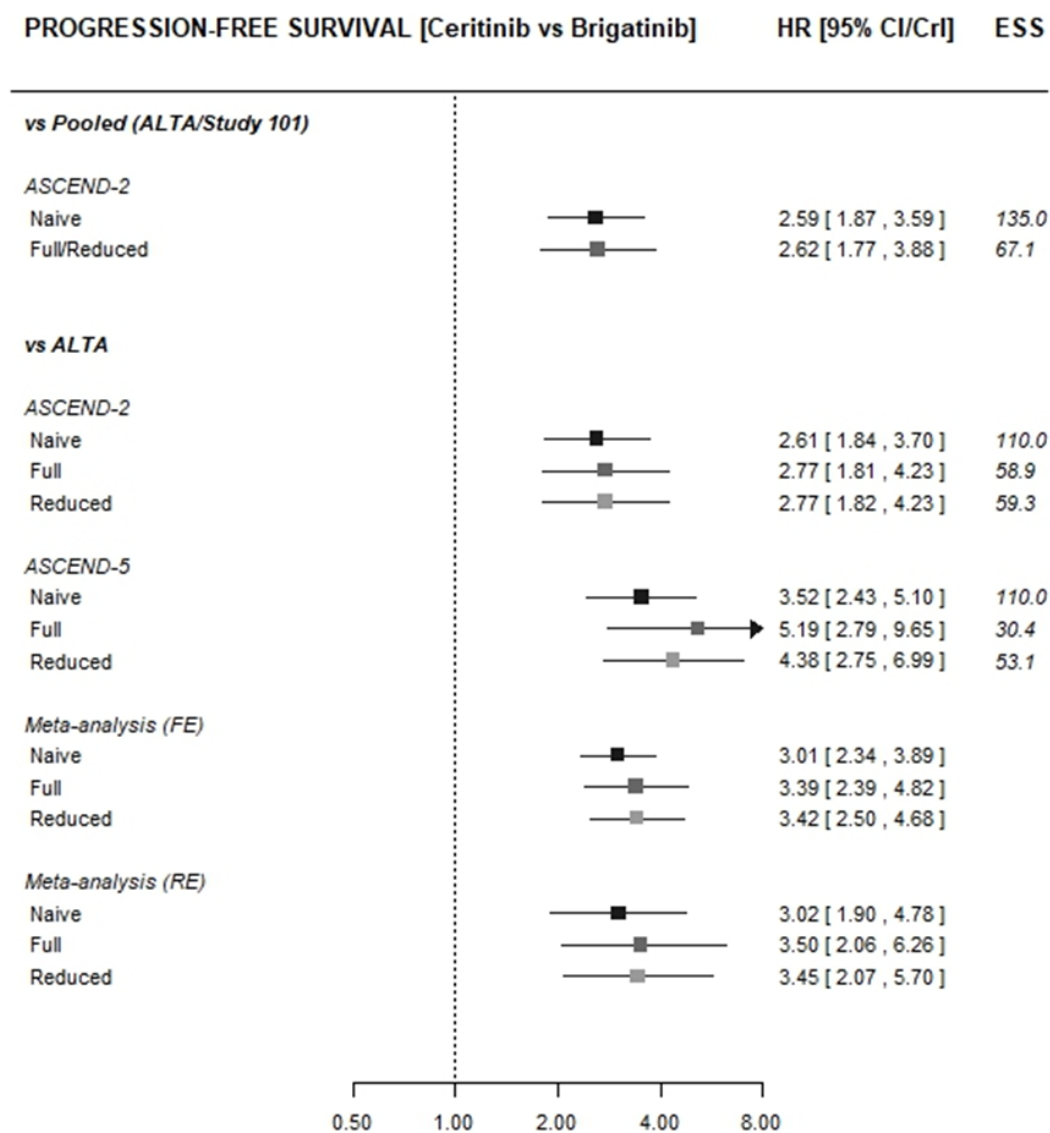 PROGRESSION-FREE SURVIVAL [Ceritinib vs Brigatinib] HR [95% CI/CrI] ESS
vs Pooled (ALTA/Study 101)
ASCEND-2
Naive 2.59 [ 1.87 , 3.59 ] 135.0
Full/Reduced 2.62 [ 1.77 , 3.88 ] 67.1
vs ALTA
ASCEND-2
Naive 2.61 [ 1.84 , 3.70 ] 110.0
Full 2.77 [ 1.81 , 4.23 ] 58.9
Reduced 2.77 [ 1.82 , 4.23 ] 59.3
ASCEND-5
Naive 3.52 [ 2.43 , 5.10 ] 110.0
Full 5.19 [ 2.79 , 9.65 ] 30.4
Reduced 4.38 [ 2.75 , 6.99 ] 53.1
Meta-analysis (FE)
Naive 3.01 [ 2.34 , 3.89 ]
Full 3.39 [ 2.39 , 4.82 ]
Reduced 3.42 [ 2.50 , 4.68 ]
Meta-analysis (RE)
Naive 3.02 [ 1.90 , 4.78 ]
Full 3.50 [ 2.06 , 6.26 ]
Reduced 3.45 [ 2.07 , 5.70 ]
0.50 1.00 2.00 4.00 8.00